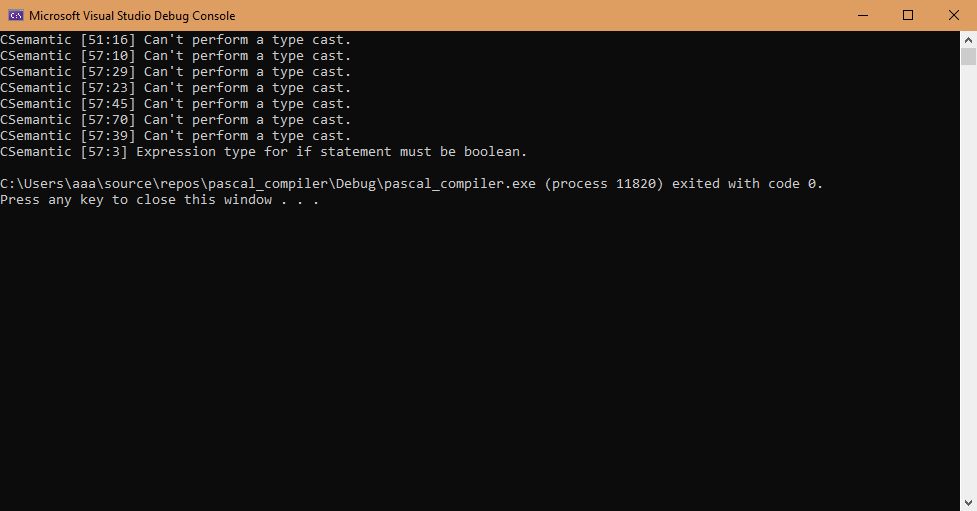 Microsoft Visual Studio Debug Console
CSemantic [51:16] Can't perform a type cast.
CSemantic [57:10] Can't perform a type cast.
CSemantic [57:29] Can't perform a type cast.
CSemantic [57:23] Can't perform a type cast.
CSemantic [57:45] Can't perform a type cast.
CSemantic [57:70] Can't perform a type cast.
CSemantic [57:39] Can't perform a type cast.
CSemantic [57:3] Expression type for if statement must be boolean.
C:\Users\aaa\source\repos\pascal_compiler\Debug\pascal_compiler.exe (process 11820) exited with code 0.
Press any key to close this window . . .